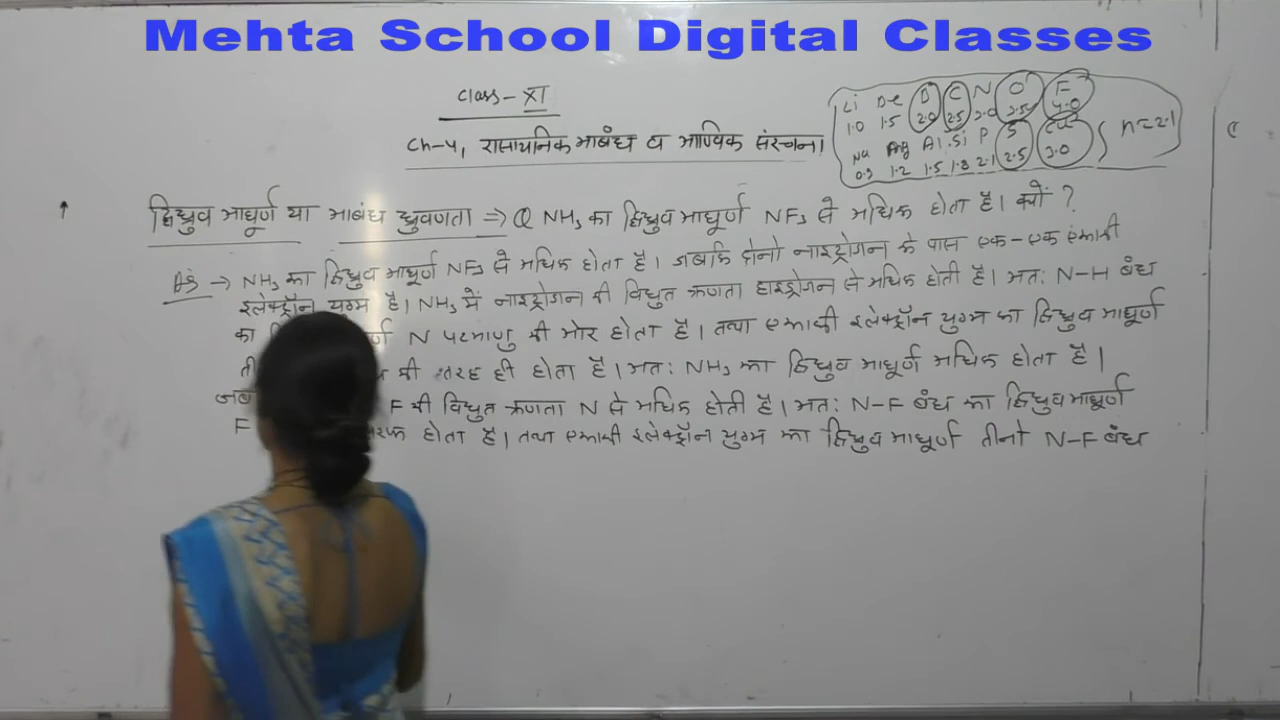 Mehta School Digital Classes
Class - XI
Ch-4, रासायनिक आबंध व आण्विक संरचना
Li Be B C N O F
1.0 1.5 2.0 2.5 3.0 3.5 4.0
Na Mg Al Si P S Cl
0.9 1.2 1.5 1.8 2.1 2.5 3.0
n=2.1
द्विध्रुव आघूर्ण या आबंध ध्रुवणता ⇒ Q NH₃ का द्विध्रुव आघूर्ण NF₃ से अधिक होता है। क्यों ?
Ans → NH₃ का द्विध्रुव आघूर्ण NF₃ से अधिक होता है। जबकि दोनो नाइट्रोजन के पास एक-एक एकाकी
इलेक्ट्रॉन युग्म है। NH₃ में नाइट्रोजन की विद्युत ऋणता हाइड्रोजन से अधिक होती है। अतः N-H बंध
का N परमाणु की ओर होता है। तथा एकाकी इलेक्ट्रॉन युग्म का द्विध्रुव आघूर्ण
की तरह ही होता है। अतः NH₃ का द्विध्रुव आघूर्ण अधिक होता है।
F की विद्युत ऋणता N से अधिक होती है। अतः N-F बंध का द्विध्रुव आघूर्ण
F तरफ होता है। तथा एकाकी इलेक्ट्रॉन युग्म का द्विध्रुव आघूर्ण तीनो N-F बंध